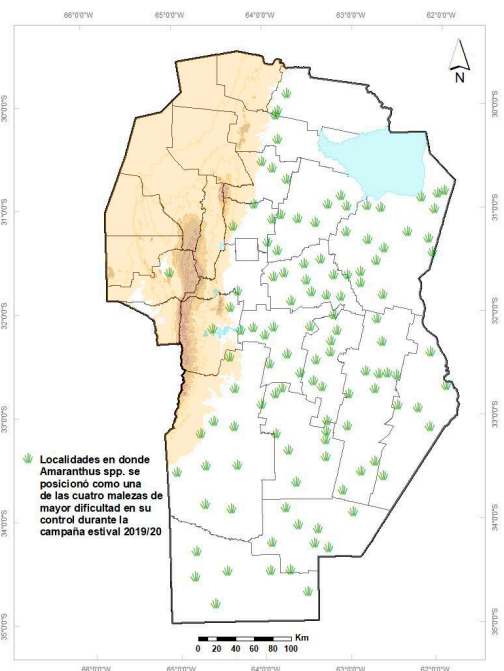 66°0'0"O 65°0'0"O 64°0'0"O 63°0'0"O 62°0'0"O
30°0'0"S
30°0'0"S
N
31°0'0"S
31°0'0"S
32°0'0"S
32°0'0"S
33°0'0"S
33°0'0"S
Localidades en donde
Amaranthus spp. se
posicionó como una
de las cuatro malezas de
mayor dificultad en su
control durante la
campaña estival 2019/20
34°0'0"S
34°0'0"S
35°0'0"S
35°0'0"S
Km
0 20 40 60 80 100
66°0'0"O 65°0'0"O 64°0'0"O 63°0'0"O 62°0'0"O